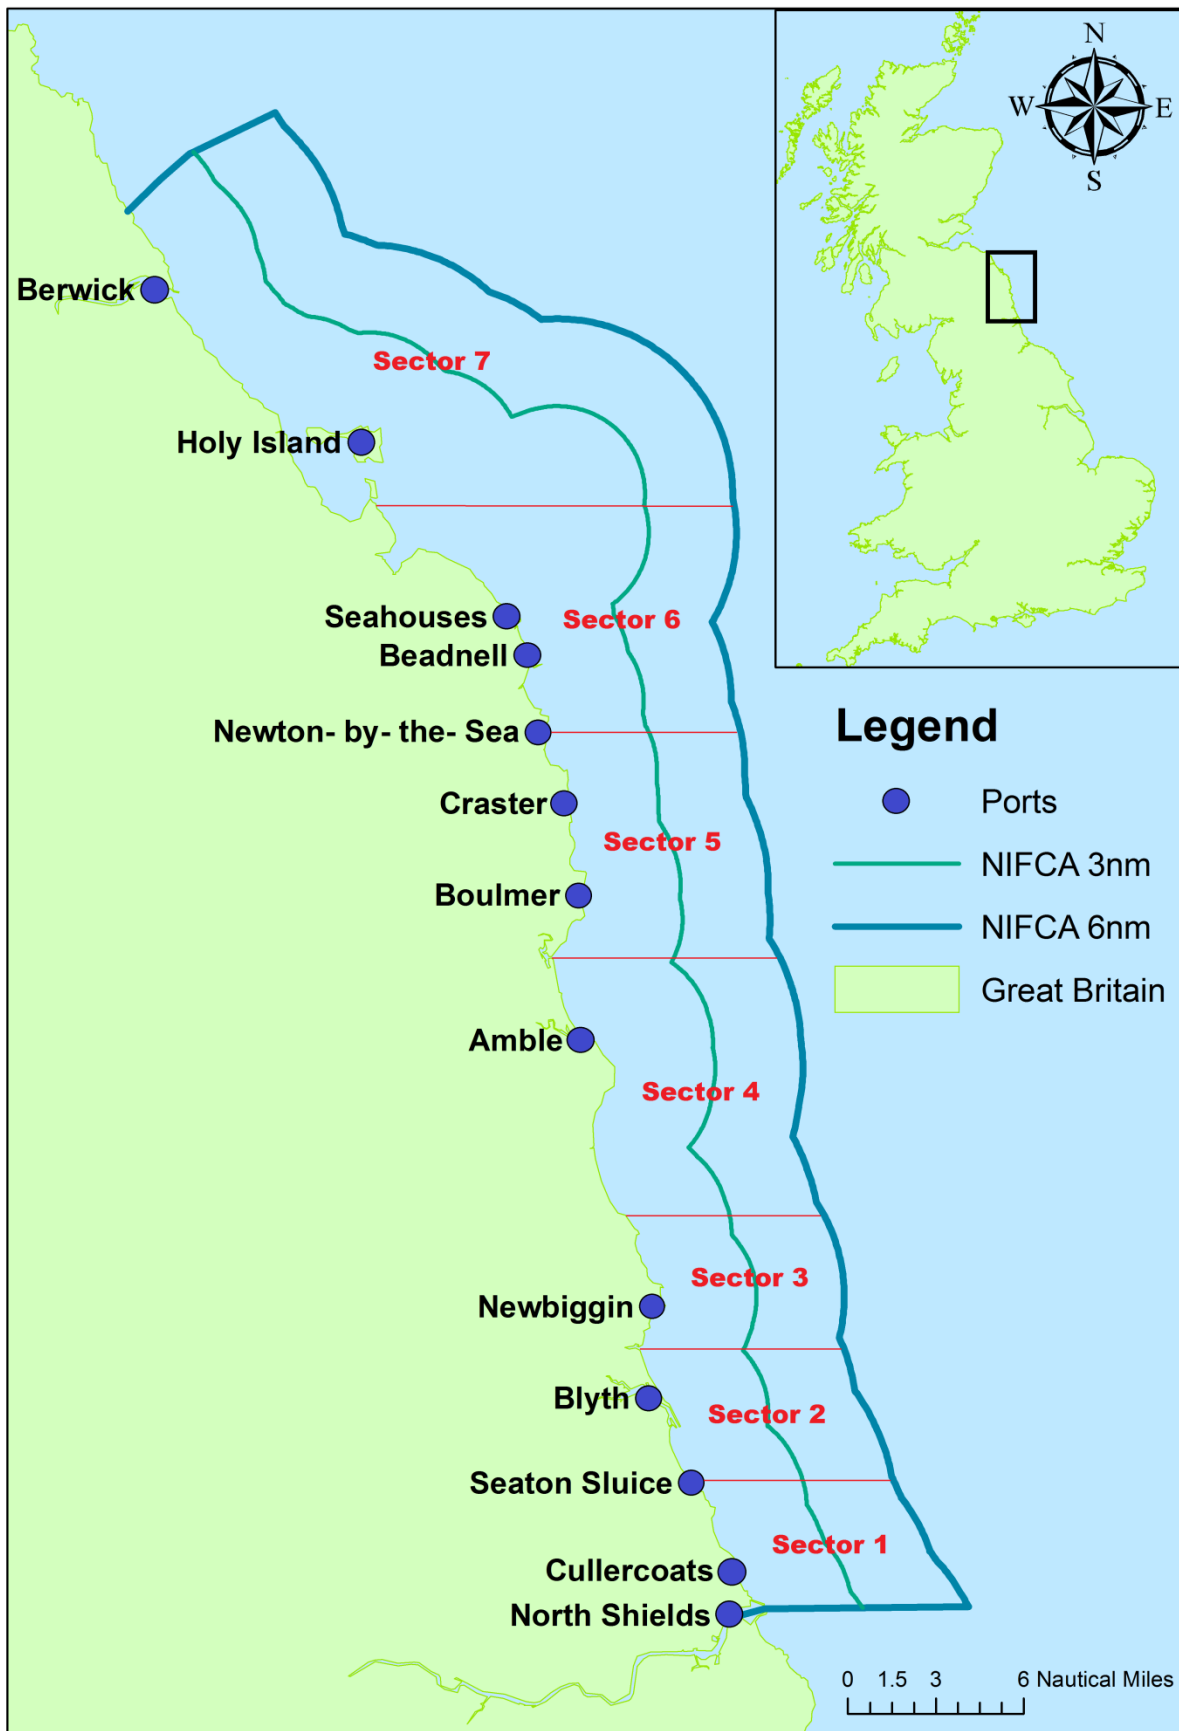 N
W E
S
Berwick
Sector 7
Holy Island
Seahouses
Sector 6
Beadnell
Newton- by- the- Sea
Craster
Sector 5
Boulmer
Amble
Sector 4
Sector 3
Newbiggin
Blyth
Sector 2
Seaton Sluice
Sector 1
Cullercoats
North Shields
Legend
Ports
NIFCA 3nm
NIFCA 6nm
Great Britain
0 1.5 3 6 Nautical Miles